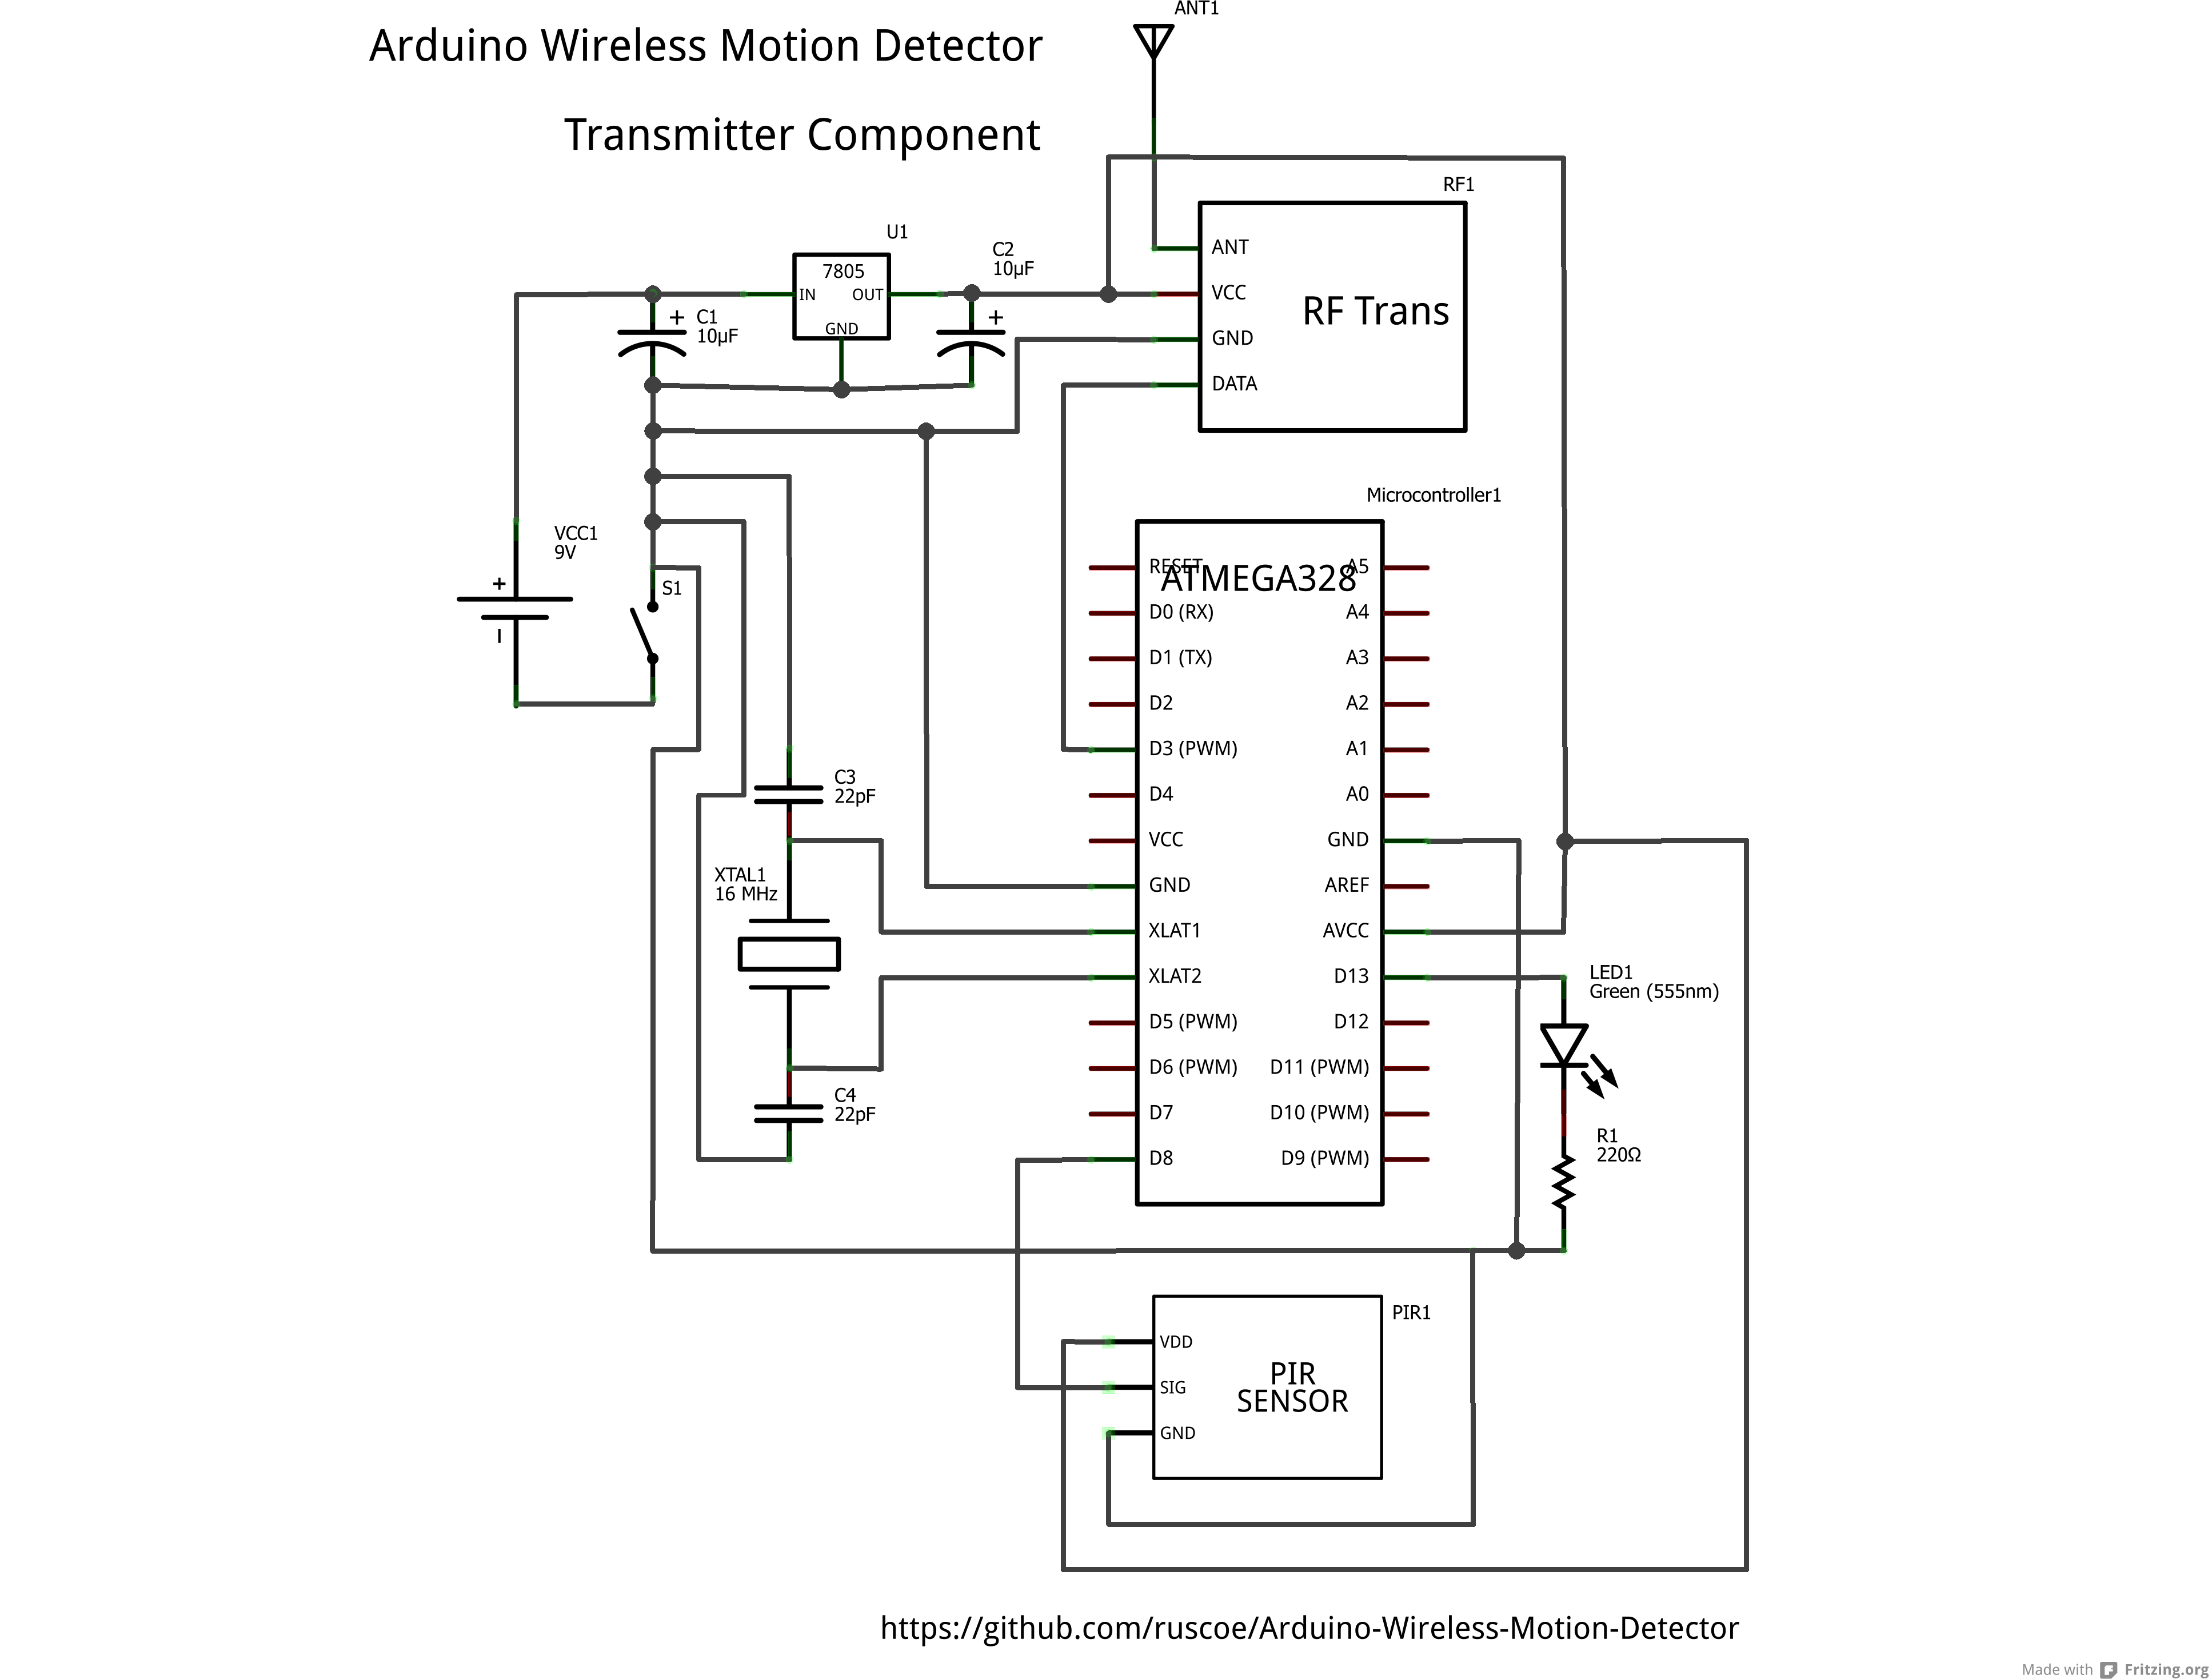 ANT1
Arduino Wireless Motion Detector
Transmitter Component
RF1
U1
7805
IN
OUT
GND
C2
10µF
C1
10µF
+
+
ANT
VCC
GND
DATA
RF Trans
Microcontroller1
VCC1
9V
+
−
S1
ATMEGA328
RESET
D0 (RX)
D1 (TX)
D2
D3 (PWM)
D4
VCC
GND
XLAT1
XLAT2
D5 (PWM)
D6 (PWM)
D7
D8
A5
A4
A3
A2
A1
A0
GND
AREF
AVCC
D13
D12
D11 (PWM)
D10 (PWM)
D9 (PWM)
C3
22pF
XTAL1
16 MHz
C4
22pF
LED1
Green (555nm)
R1
220Ω
PIR1
VDD
SIG
GND
PIR
SENSOR
https://github.com/ruscoe/Arduino-Wireless-Motion-Detector
Made with Fritzing.org